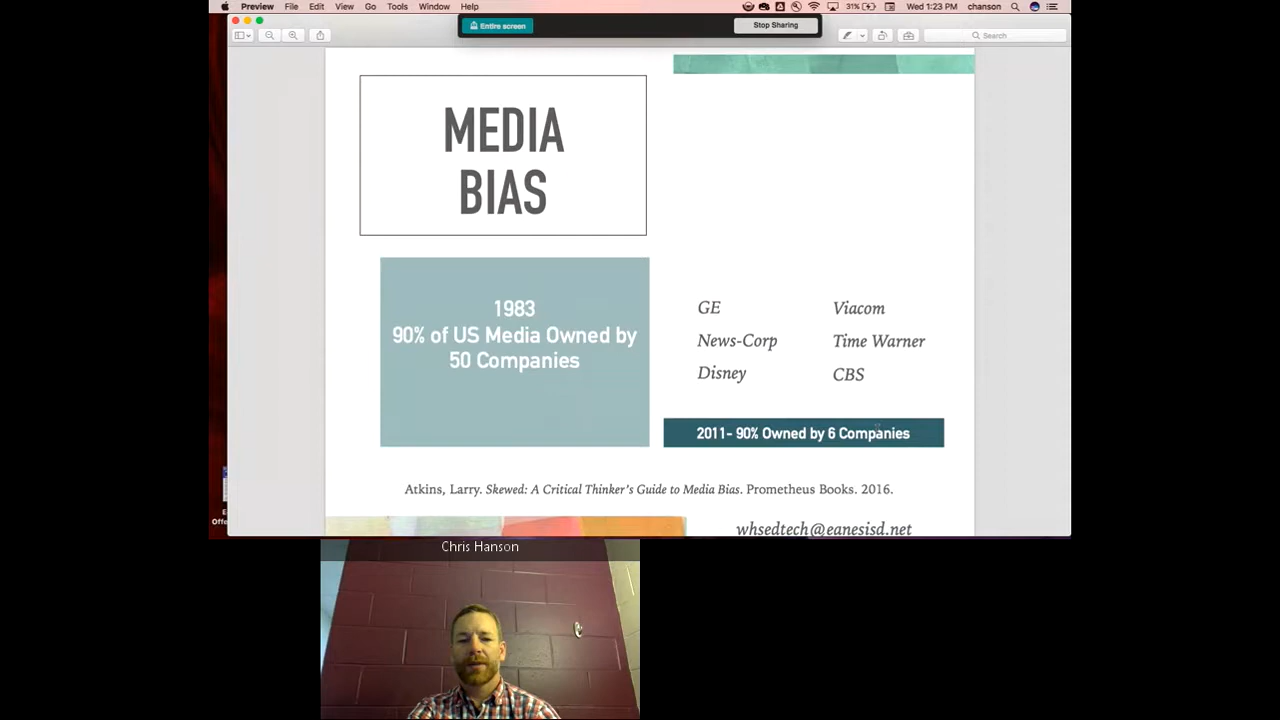 Preview File Edit View Go Tools Window Help 31% Wed 1:23 PM chanson
Entire screen Stop Sharing
Search
MEDIA
BIAS
1983
90% of US Media Owned by
50 Companies
GE Viacom
News-Corp Time Warner
Disney CBS
2011- 90% Owned by 6 Companies
Atkins, Larry. Skewed: A Critical Thinker's Guide to Media Bias. Prometheus Books. 2016.
whsedtech@eanesisd.net
Chris Hanson